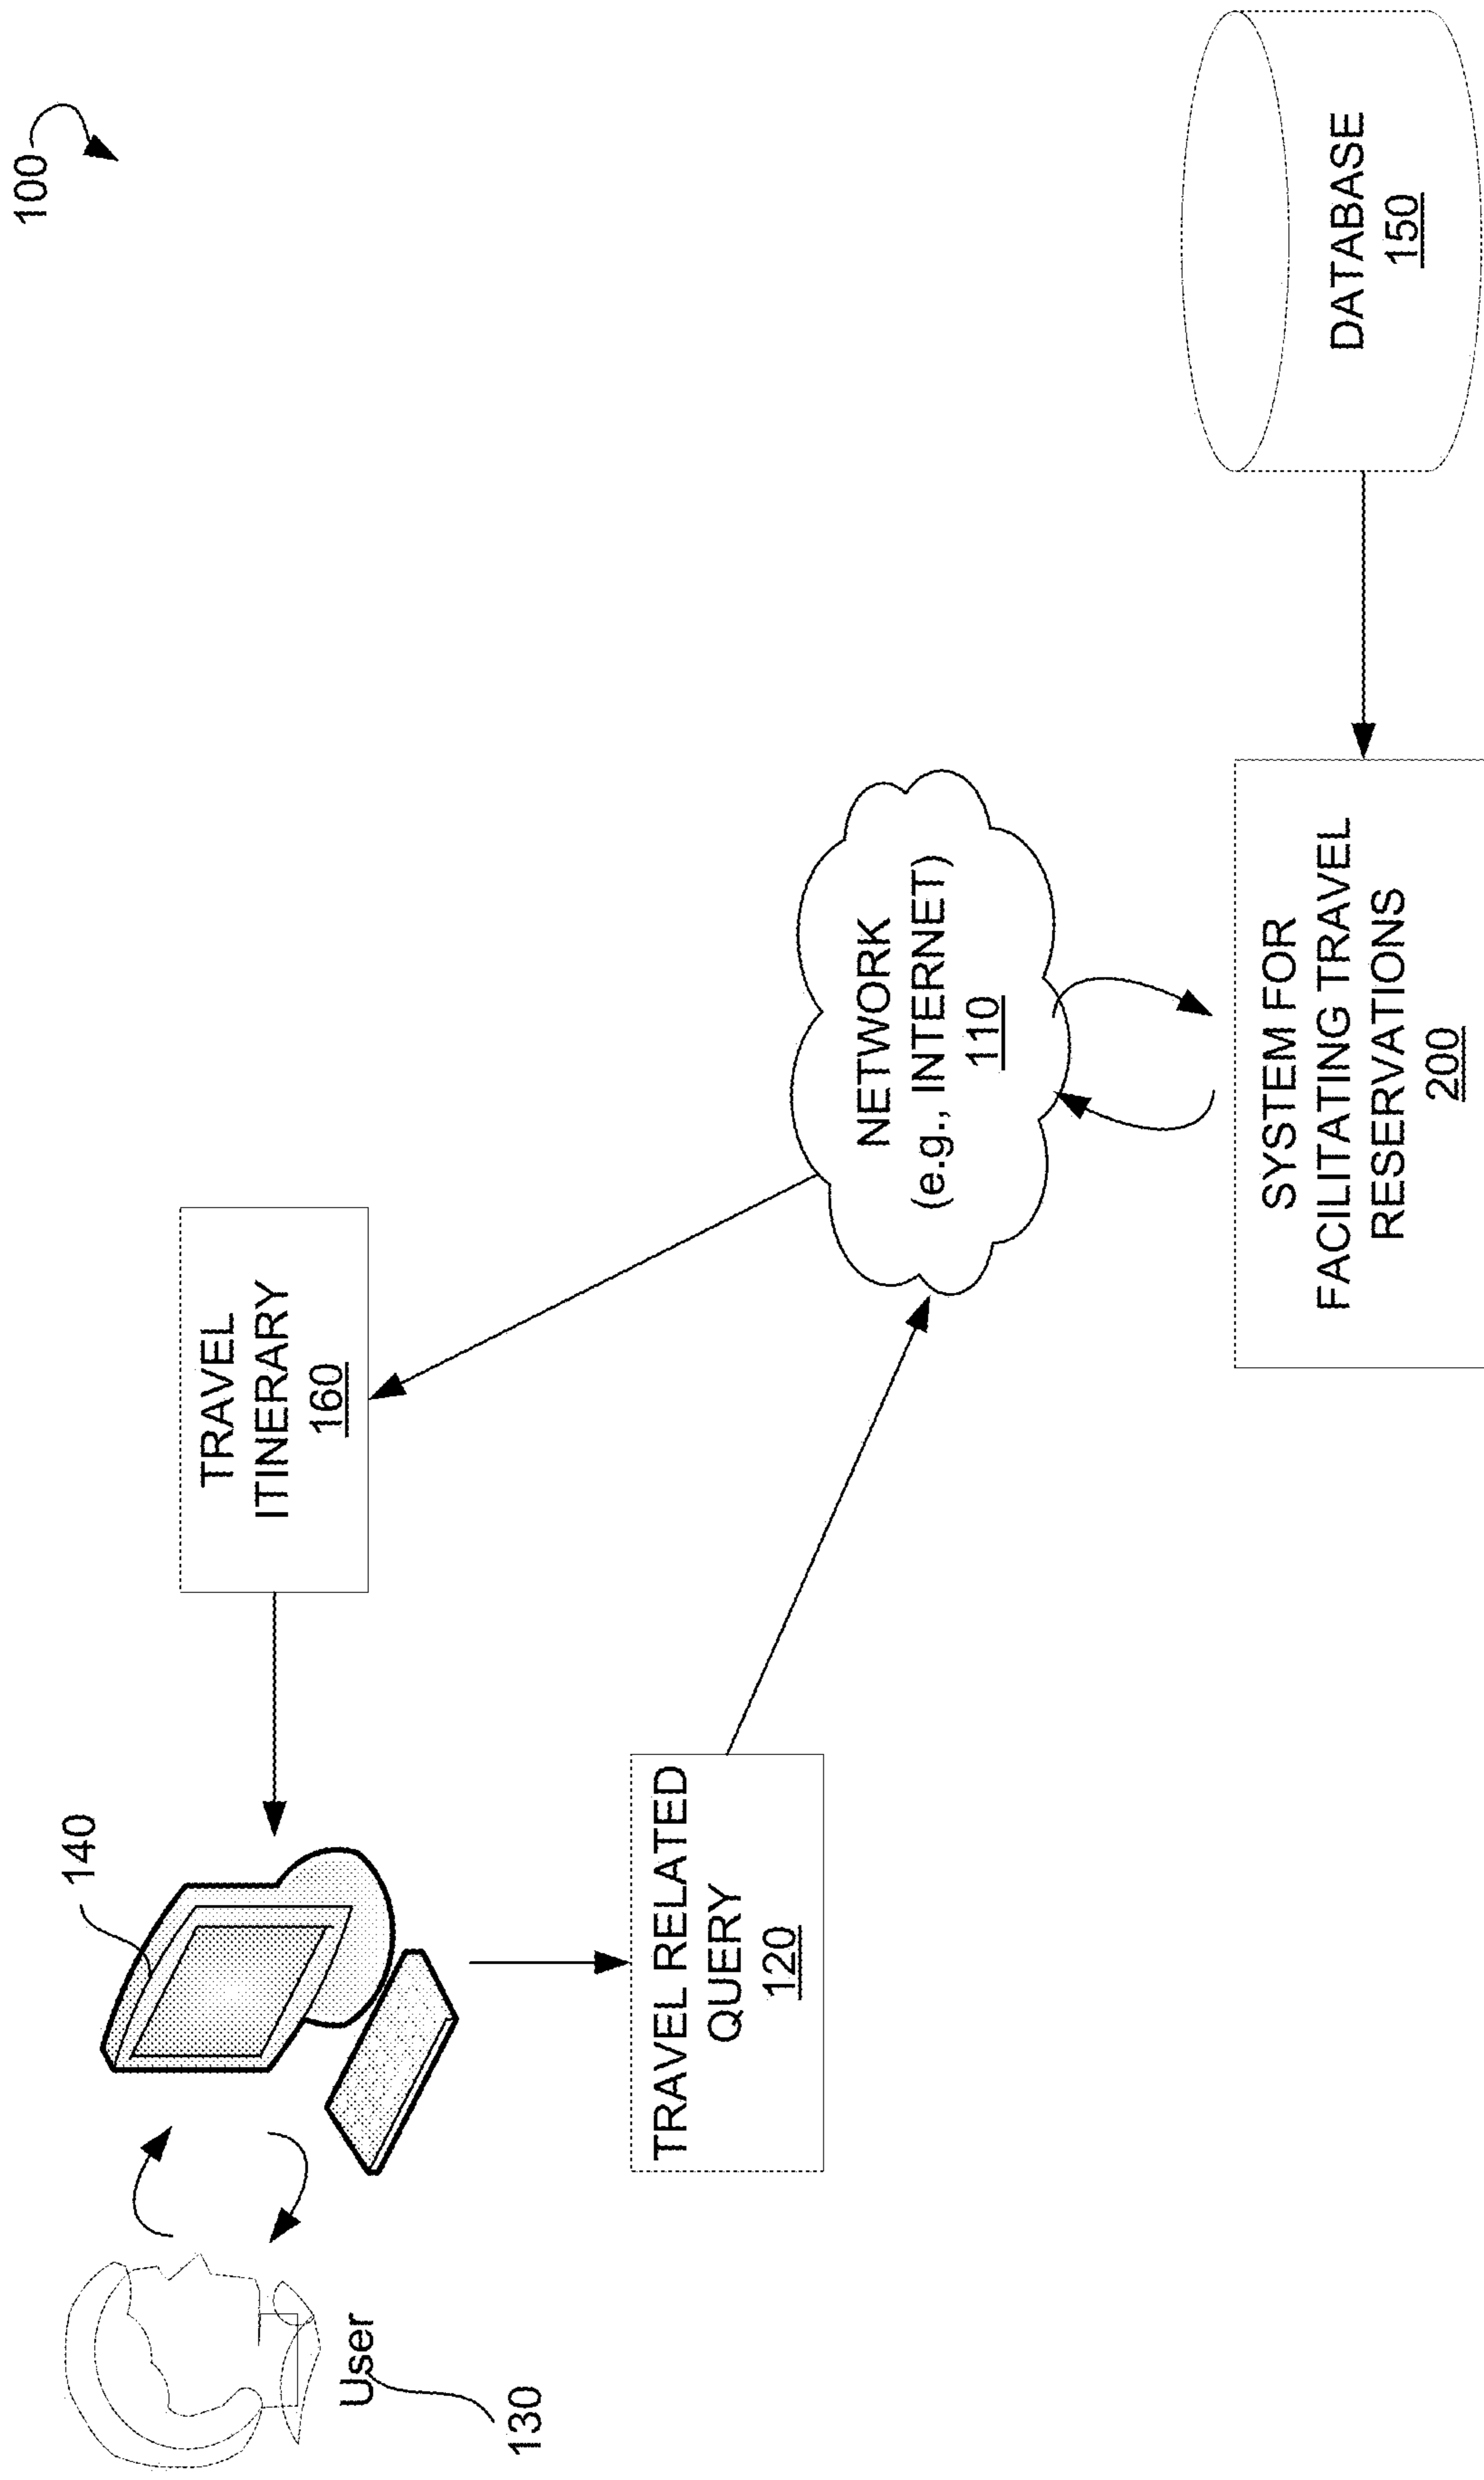 100
140
TRAVEL
ITINERARY
160
User
130
TRAVEL RELATED
QUERY
120
NETWORK
(e.g., INTERNET)
110
SYSTEM FOR
FACILITATING TRAVEL
RESERVATIONS
200
DATABASE
150